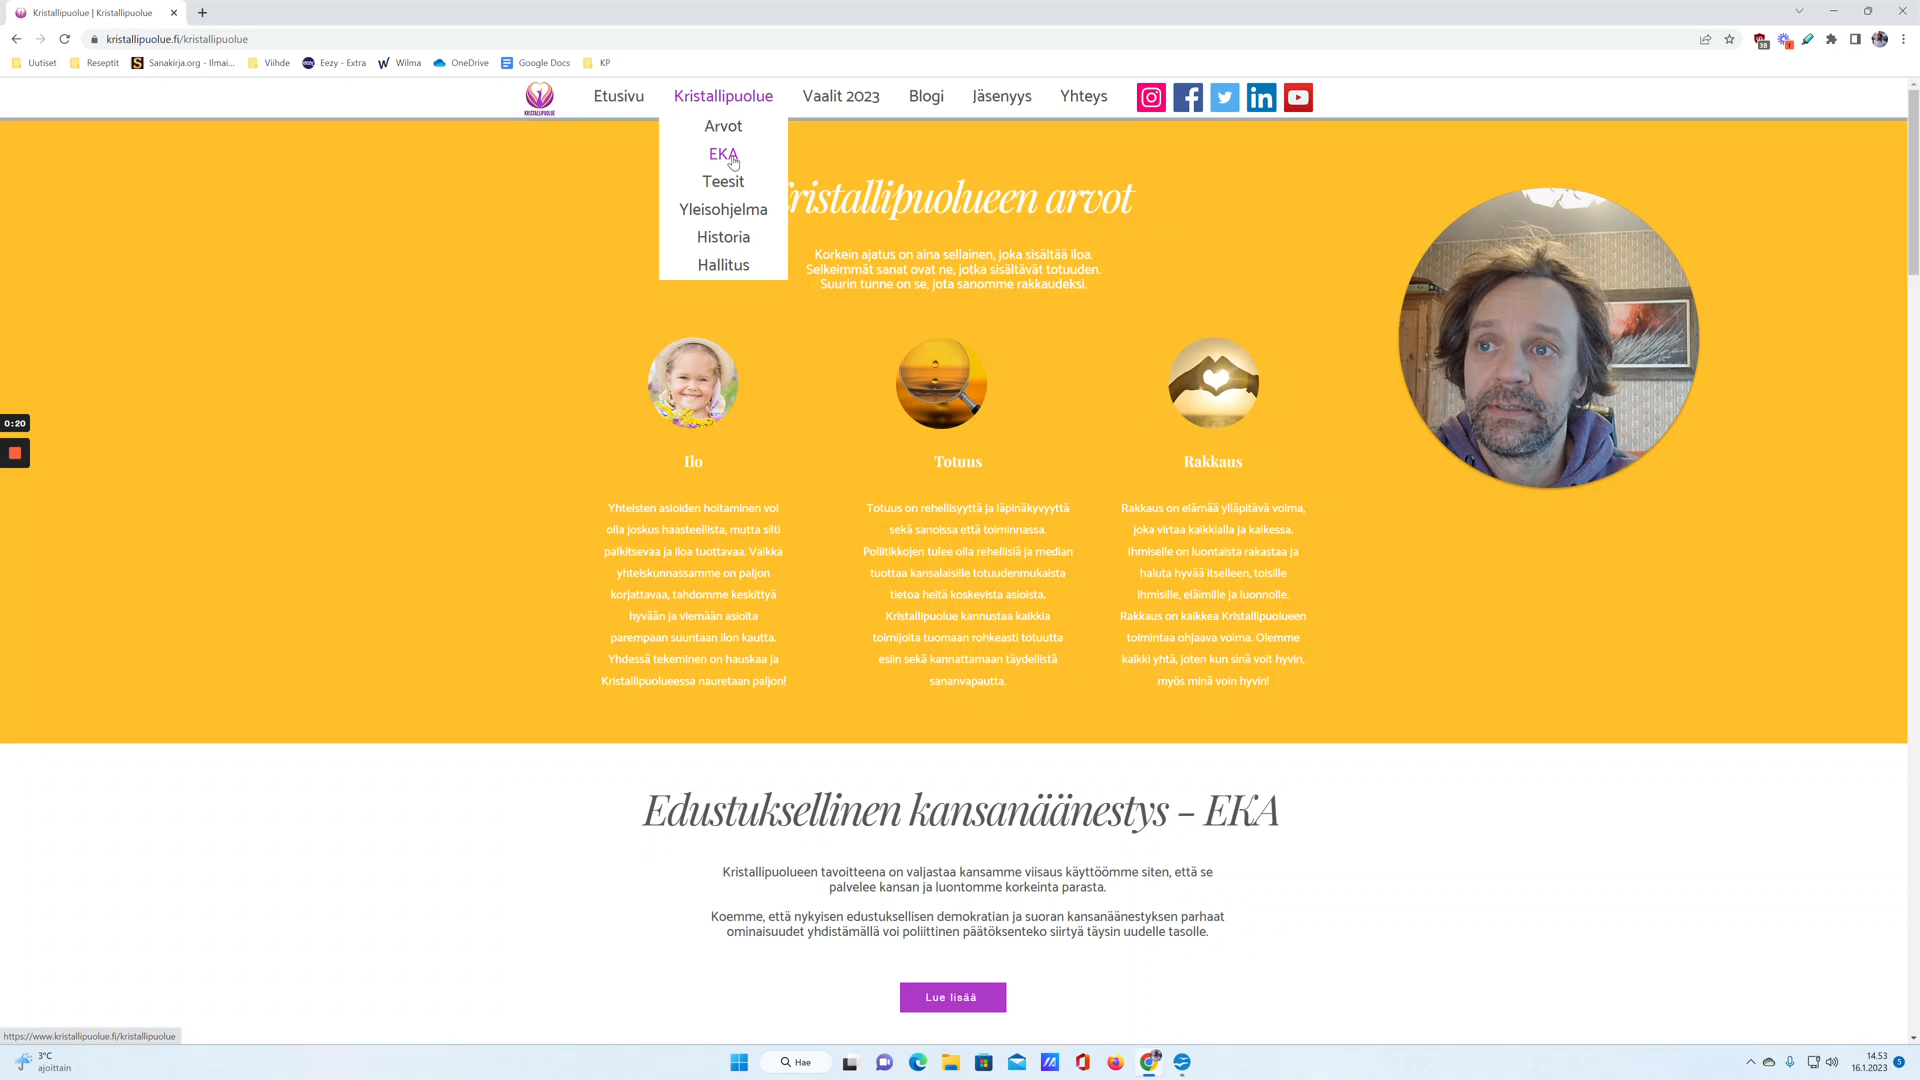 Kristallipuolue | Kristallipuolue
kristallipuolue.fi/kristallipuolue
38
1
Uutiset
Reseptit
Sanakirja.org - Ilmai...
Viihde
Eezy - Extra
Wilma
OneDrive
Google Docs
KP
KRISTALLIPUOLUE
Etusivu
Kristallipuolue
Vaalit 2023
Blogi
Jäsenyys
Yhteys
Arvot
EKA
Teesit
Yleisohjelma
Historia
Hallitus
ristallipuolueen arvot
Korkein ajatus on aina sellainen, joka sisältää iloa.
Selkeimmät sanat ovat ne, jotka sisältävät totuuden.
Suurin tunne on se, jota sanomme rakkaudeksi.
0:20
Ilo
Yhteisten asioiden hoitaminen voi
olla joskus haasteellista, mutta silti
palkitsevaa ja iloa tuottavaa. Vaikka
yhteiskunnassamme on paljon
korjattavaa, tahdomme keskittyä
hyvään ja viemään asioita
parempaan suuntaan ilon kautta.
Yhdessä tekeminen on hauskaa ja
Kristallipuolueessa nauretaan paljon!
Totuus
Totuus on rehellisyyttä ja läpinäkyvyyttä
sekä sanoissa että toiminnassa.
Poliitikkojen tulee olla rehellisiä ja median
tuottaa kansalaisille totuudenmukaista
tietoa heitä koskevista asioista.
Kristallipuolue kannustaa kaikkia
toimijoita tuomaan rohkeasti totuutta
esiin sekä kannattamaan täydellistä
sananvapautta.
Rakkaus
Rakkaus on elämää ylläpitävä voima,
joka virtaa kaikkialla ja kaikessa.
Ihmiselle on luontaista rakastaa ja
haluta hyvää itselleen, toisille
ihmisille, eläimille ja luonnolle.
Rakkaus on kaikkea Kristallipuolueen
toimintaa ohjaava voima. Olemme
kaikki yhtä, joten kun sinä voit hyvin,
myös minä voin hyvin!
Edustuksellinen kansanäänestys - EKA
Kristallipuolueen tavoitteena on valjastaa kansamme viisaus käyttöömme siten, että se
palvelee kansan ja luontomme korkeinta parasta.
Koemme, että nykyisen edustuksellisen demokratian ja suoran kansanäänestyksen parhaat
ominaisuudet yhdistämällä voi poliittinen päätöksenteko siirtyä täysin uudelle tasolle.
Lue lisää
https://www.kristallipuolue.fi/kristallipuolue
3°C
ajoittain
Hae
14.53
16.1.2023
5